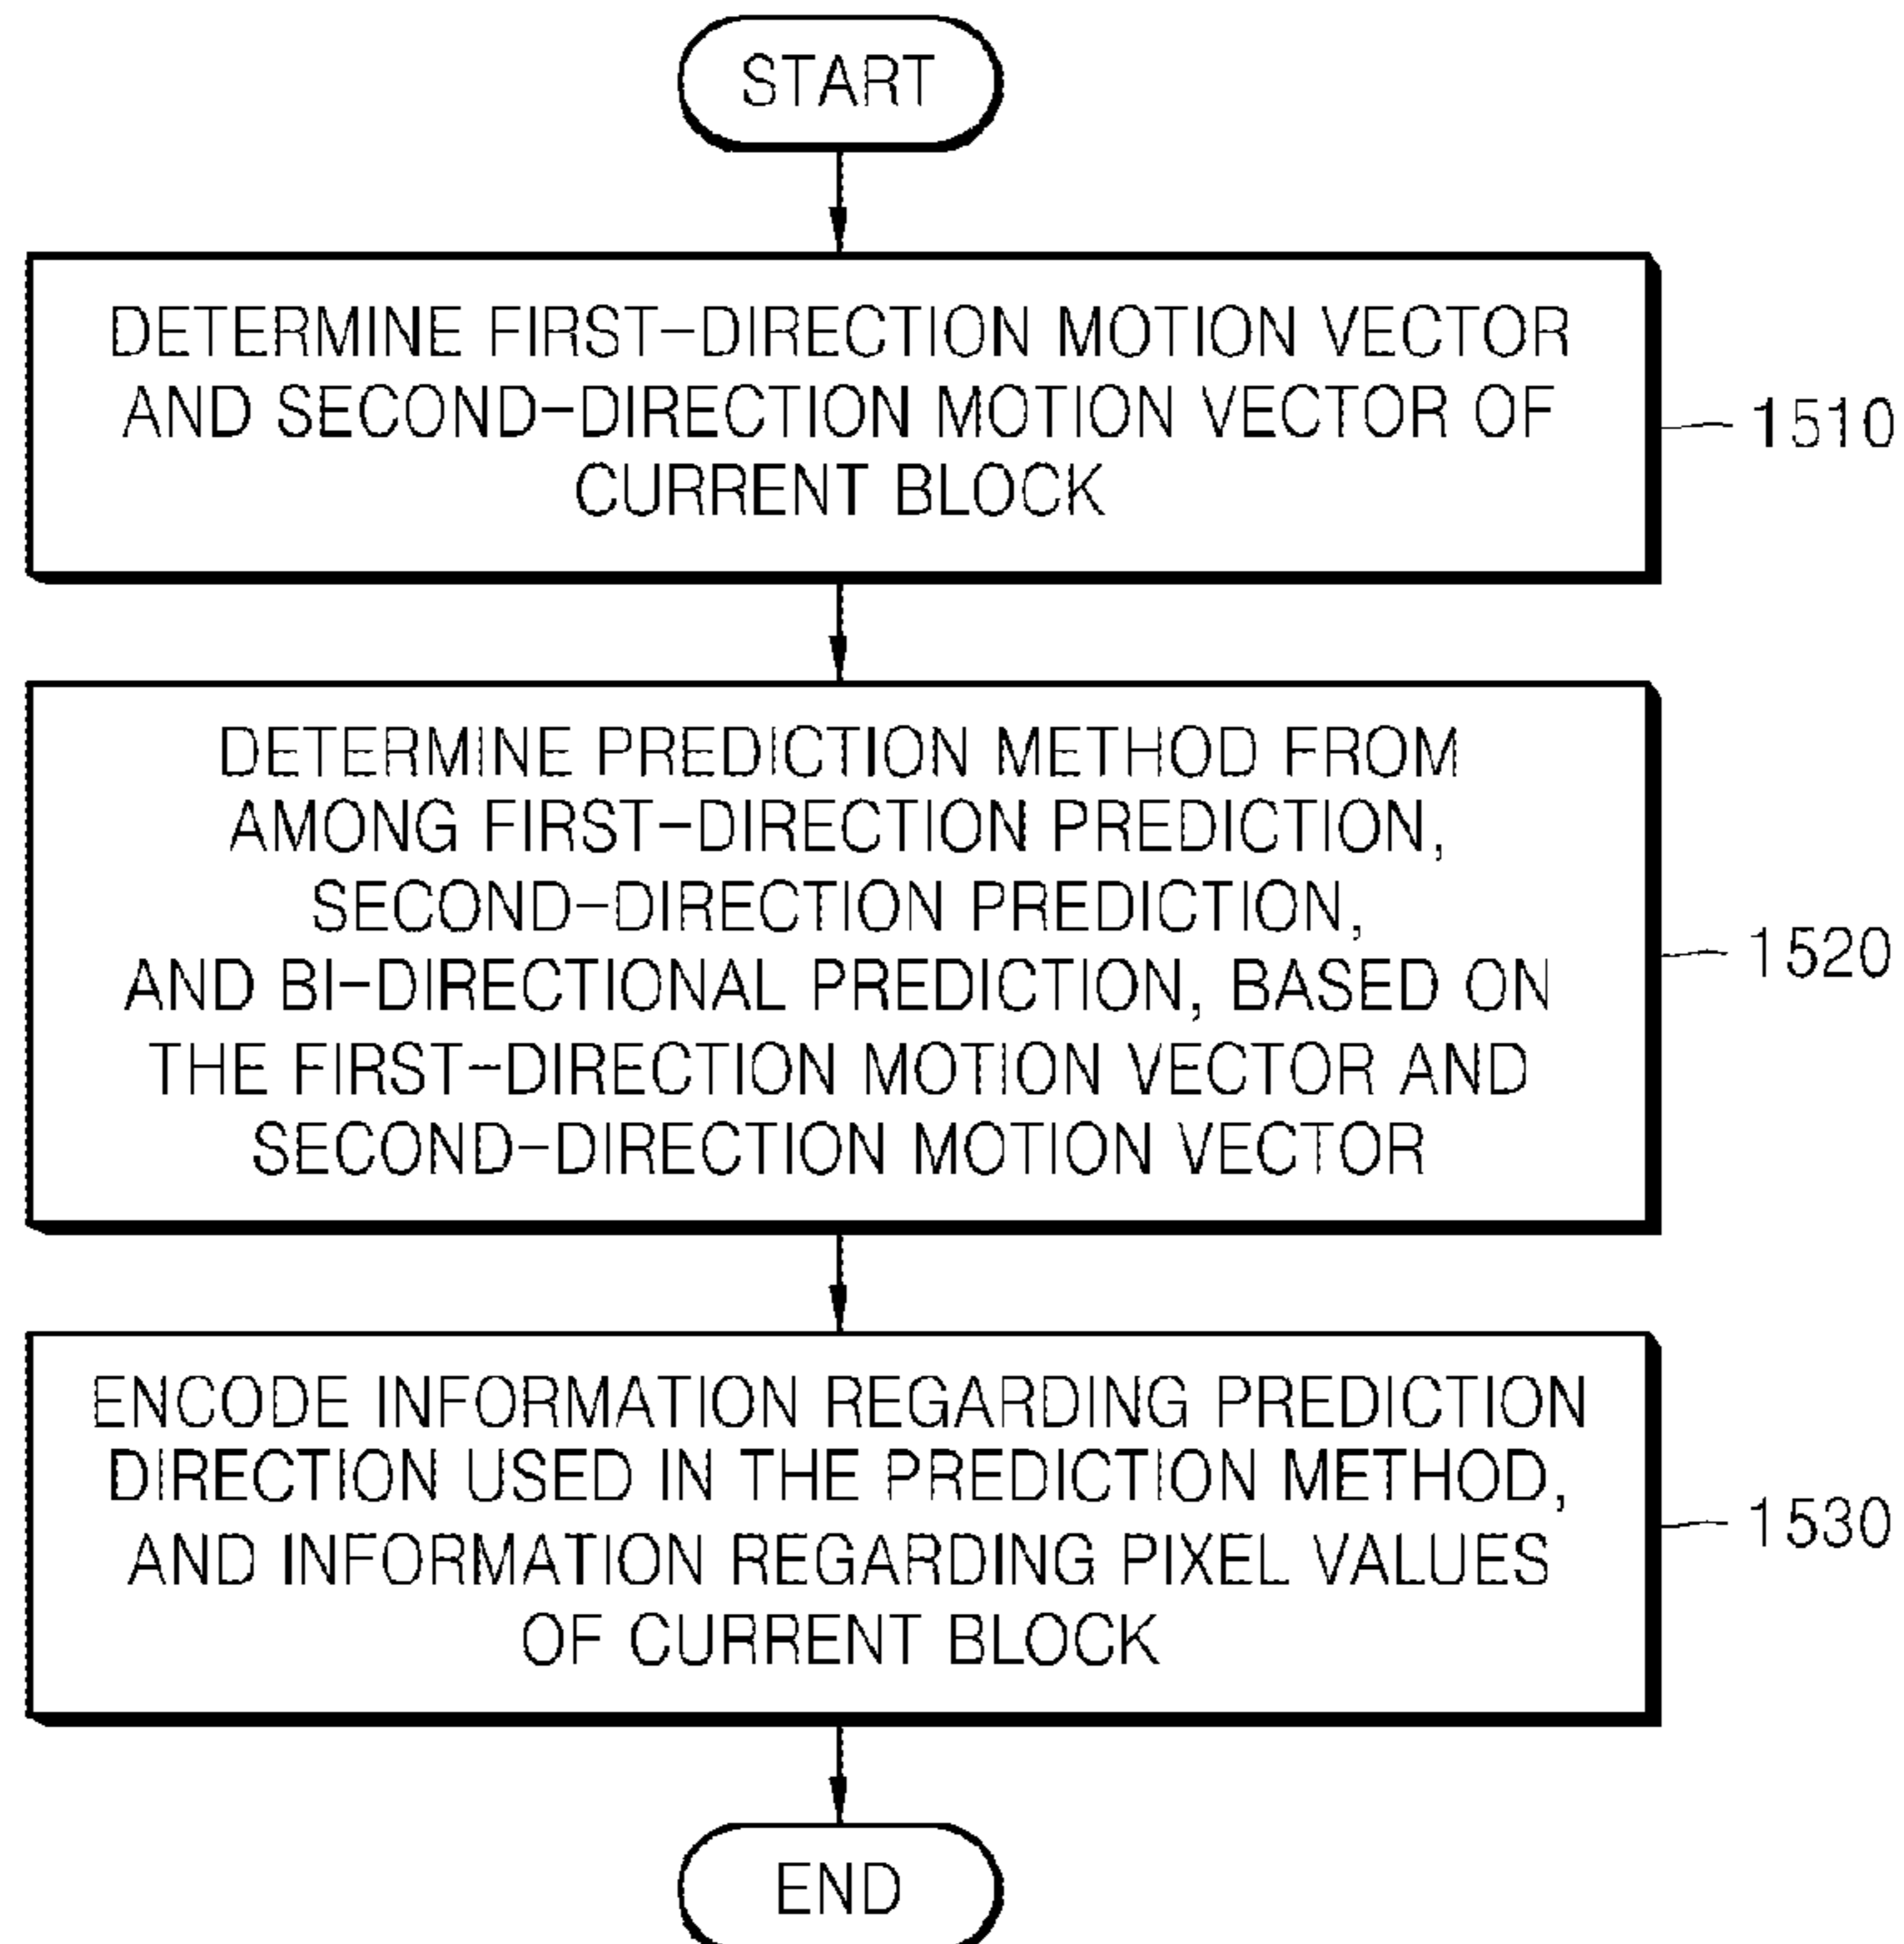 START
DETERMINE FIRST-DIRECTION MOTION VECTOR
AND SECOND-DIRECTION MOTION VECTOR OF
CURRENT BLOCK
1510
DETERMINE PREDICTION METHOD FROM
AMONG FIRST-DIRECTION PREDICTION,
SECOND-DIRECTION PREDICTION,
AND BI-DIRECTIONAL PREDICTION, BASED ON
THE FIRST-DIRECTION MOTION VECTOR AND
SECOND-DIRECTION MOTION VECTOR
1520
ENCODE INFORMATION REGARDING PREDICTION
DIRECTION USED IN THE PREDICTION METHOD,
AND INFORMATION REGARDING PIXEL VALUES
OF CURRENT BLOCK
1530
END